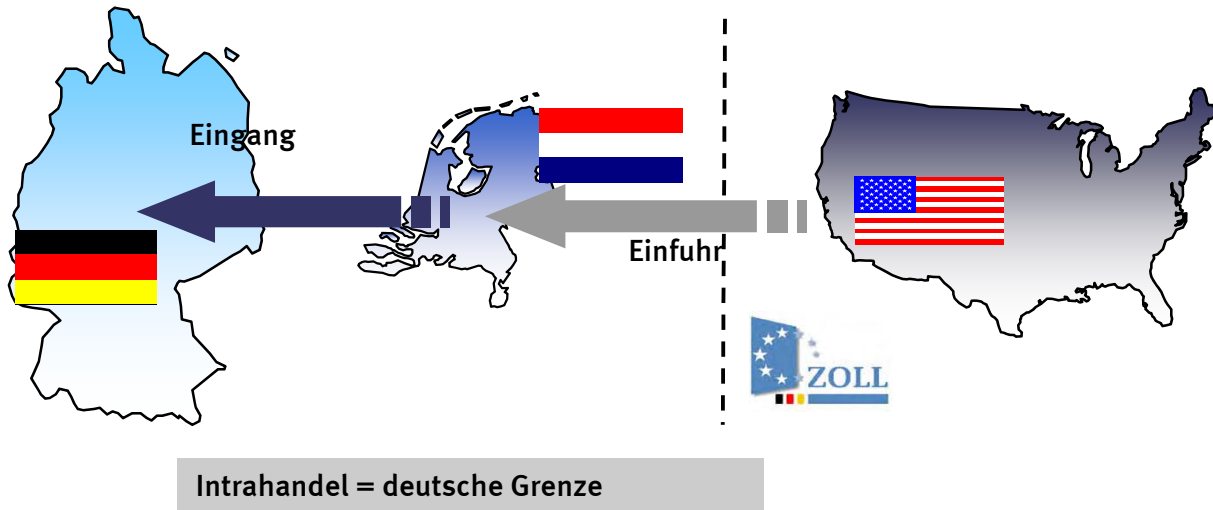 Eingang
Einfuhr
ZOLL
Intrahandel = deutsche Grenze